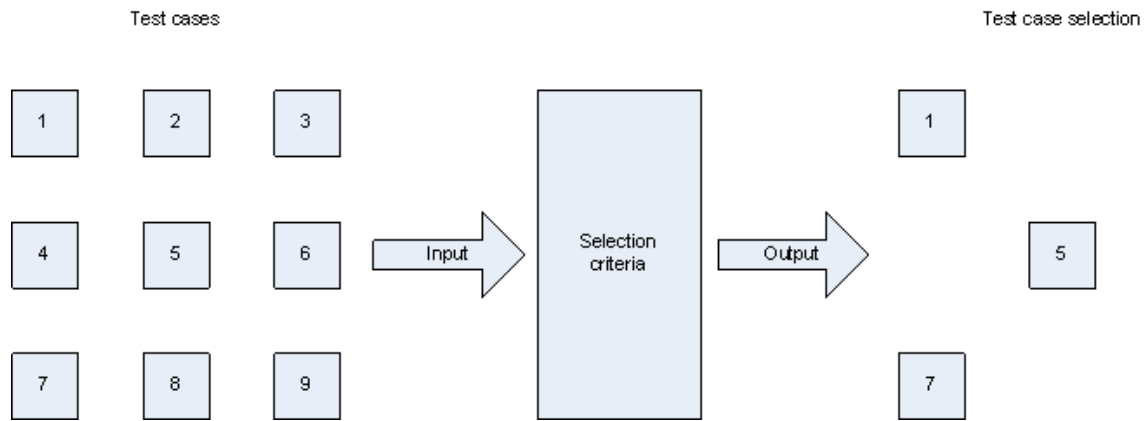 Test cases
Test case selection
1
2
3
1
4
5
6
Input
Selection
criteria
Output
5
7
8
9
7